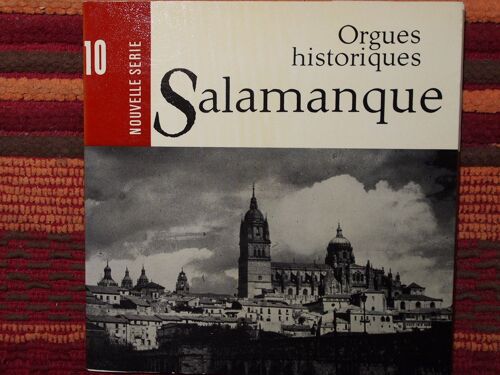 10
NOUVELLE SERIE
Orgues
historiques
Salamanque